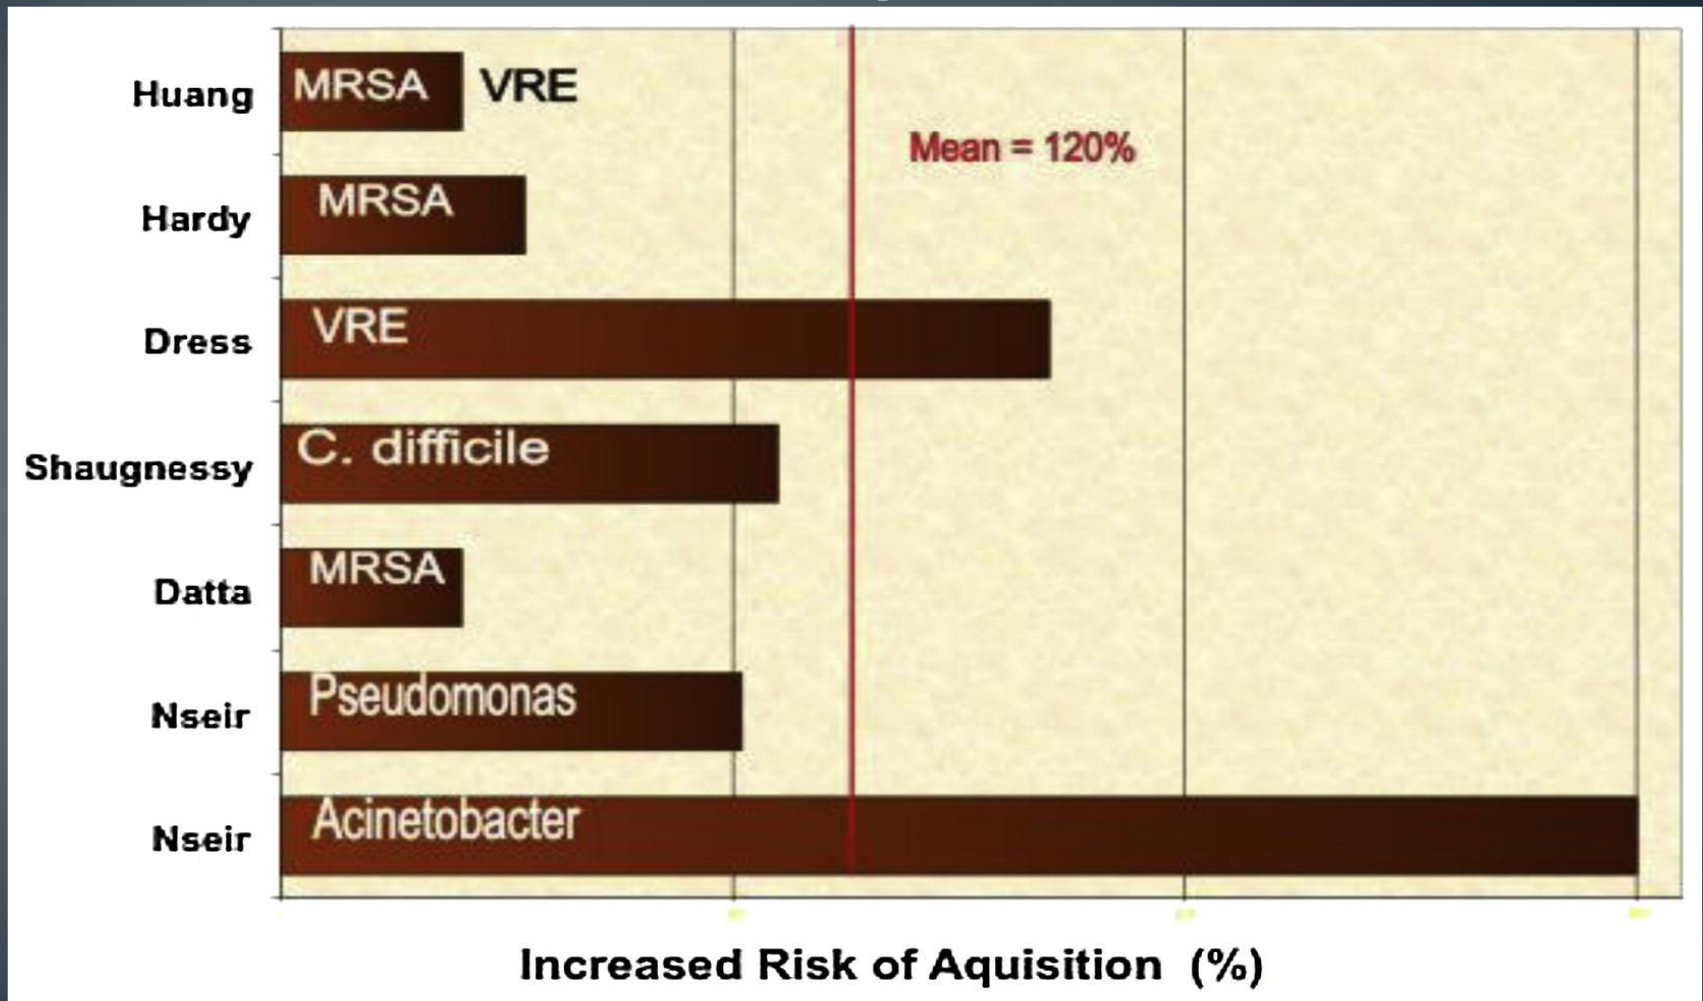 Huang MRSA VRE
Mean = 120%
Hardy MRSA
Dress VRE
Shaugnessy C. difficile
Datta MRSA
Nseir Pseudomonas
Nseir Acinetobacter
Increased Risk of Aquisition (%)